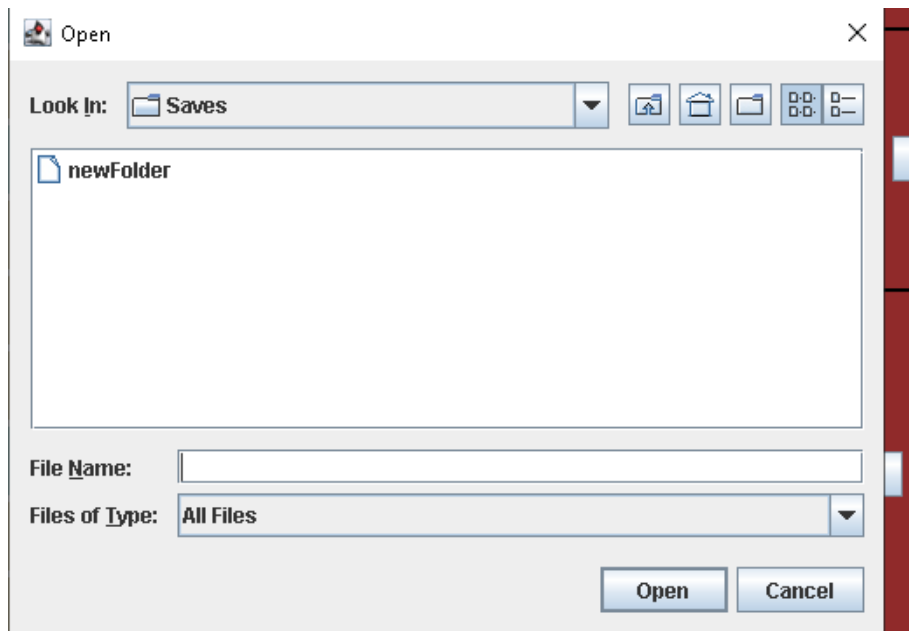 Open
Look In: Saves
newFolder
File Name:
Files of Type: All Files
Open Cancel